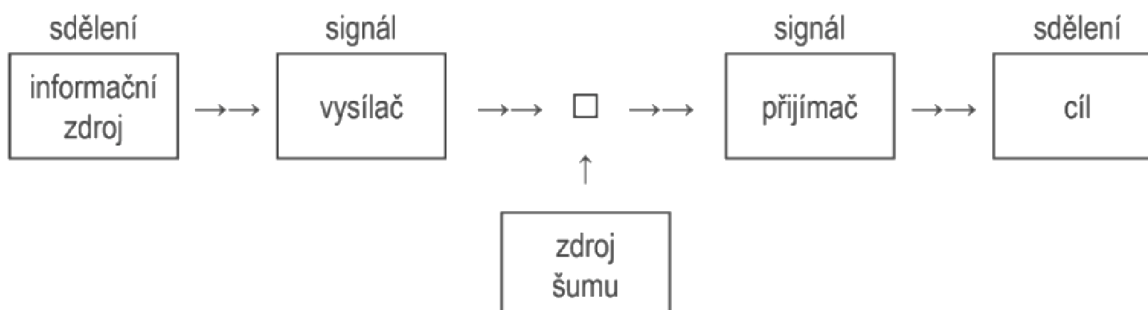 sdělení
signál
signál
sdělení
informační
zdroj
vysílač
přijímač
cíl
zdroj
šumu